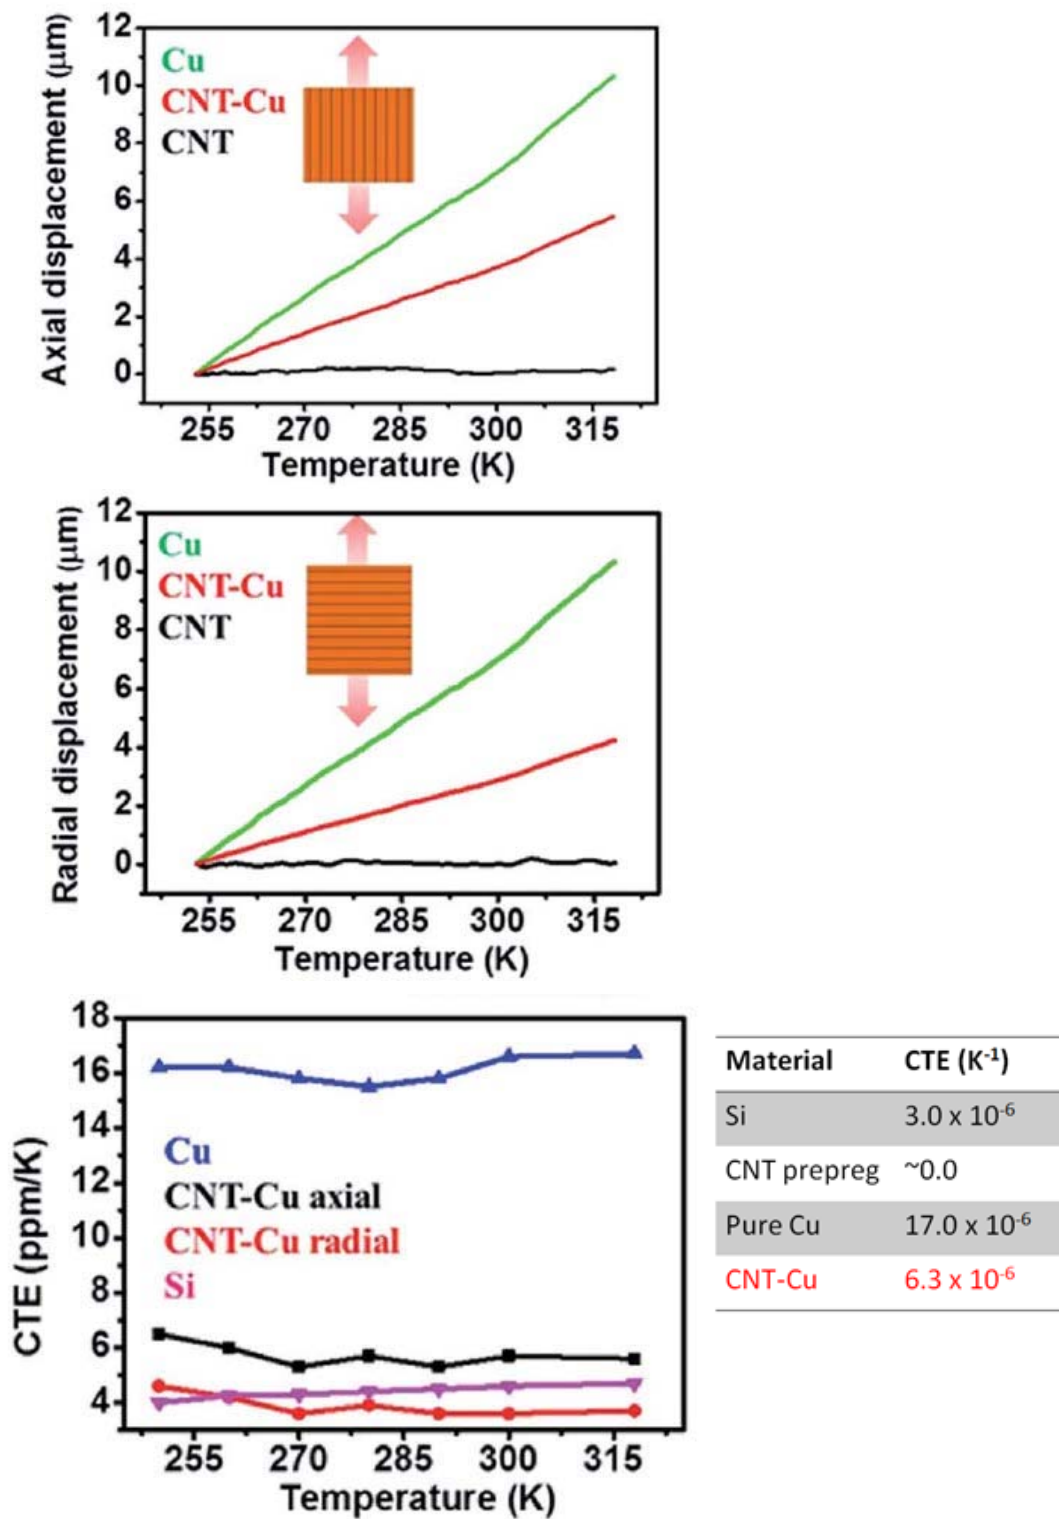 Axial displacement (μm)
12
10
8
6
4
2
0
Cu
CNT-Cu
CNT
255 270 285 300 315
Temperature (K)
Radial displacement (μm)
12
10
8
6
4
2
0
Cu
CNT-Cu
CNT
255 270 285 300 315
Temperature (K)
CTE (ppm/K)
18
16
14
12
10
8
6
4
Cu
CNT-Cu axial
CNT-Cu radial
Si
255 270 285 300 315
Temperature (K)
Material CTE (K⁻¹)
Si 3.0 x 10⁻⁶
CNT prepreg ~0.0
Pure Cu 17.0 x 10⁻⁶
CNT-Cu 6.3 x 10⁻⁶